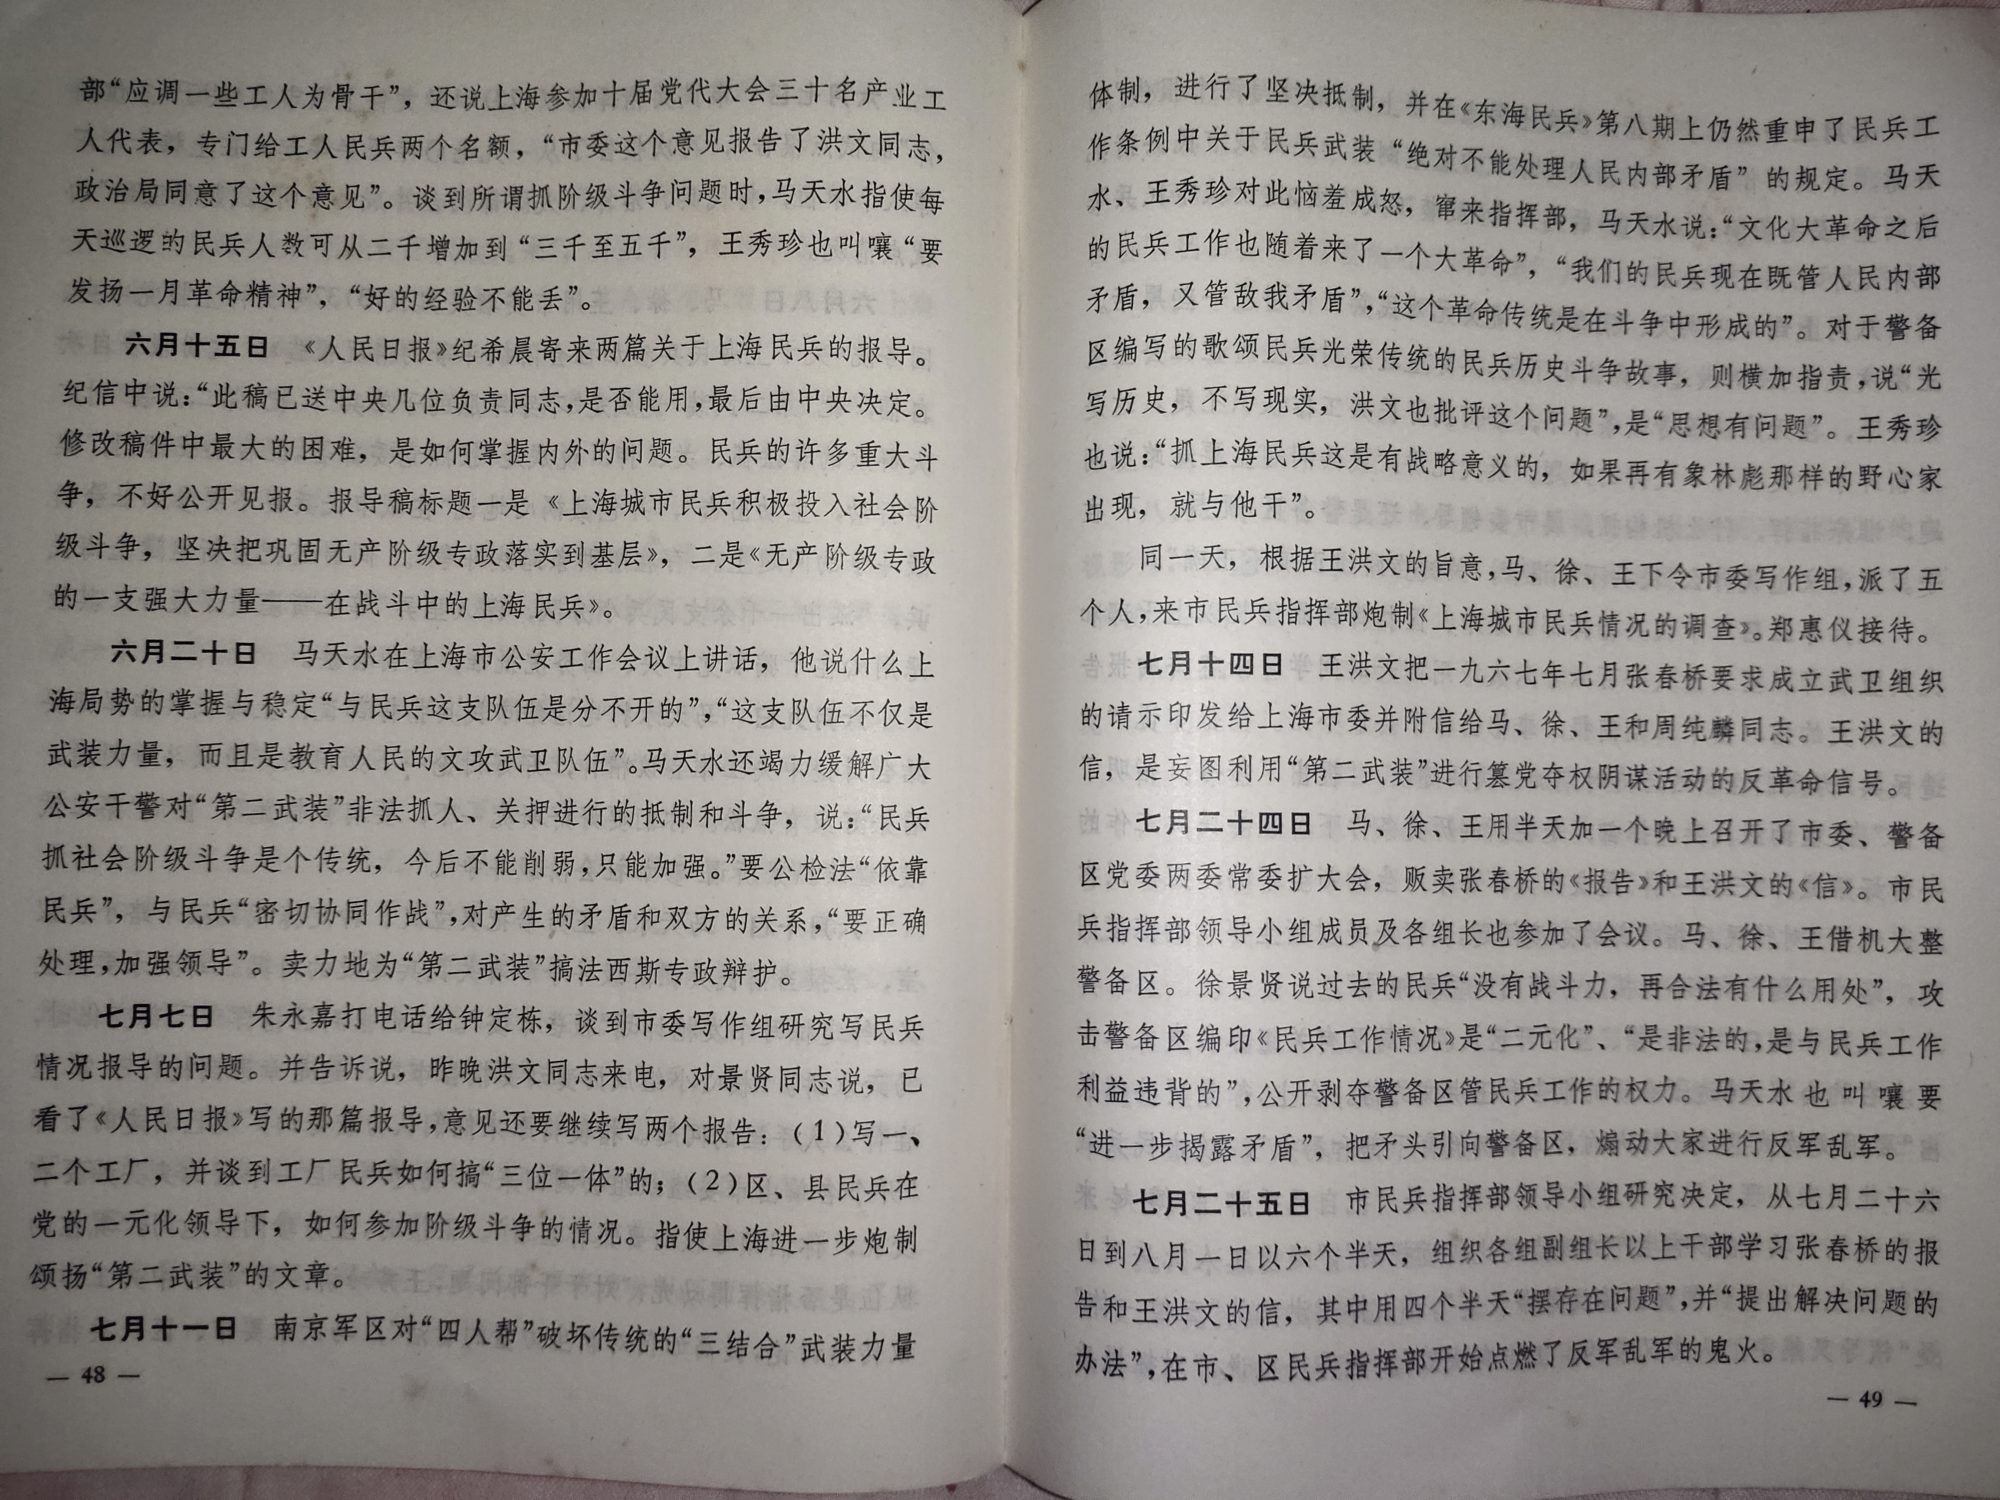 部“应调一些工人为骨干”，还说上海参加十届党代大会三十名产业工
人代表，专门给工人民兵两个名额，“市委这个意见报告了洪文同志，
政治局同意了这个意见”。谈到所谓抓阶级斗争问题时，马天水指使每
天巡逻的民兵人数可从二千增加到“三千至五千”，王秀珍也叫嚷“要
发扬一月革命精神”，“好的经验不能丢”。
六月十五日　《人民日报》纪希晨寄来两篇关于上海民兵的报导。
纪信中说：“此稿已送中央几位负责同志，是否能用，最后由中央决定。
修改稿件中最大的困难，是如何掌握内外的问题。民兵的许多重大斗
争，不好公开见报。报导稿标题一是《上海城市民兵积极投入社会阶
级斗争，坚决把巩固无产阶级专政落实到基层》，二是《无产阶级专政
的一支强大力量——在战斗中的上海民兵》。
六月二十日　马天水在上海市公安工作会议上讲话，他说什么上
海局势的掌握与稳定“与民兵这支队伍是分不开的”，“这支队伍不仅是
武装力量，而且是教育人民的文攻武卫队伍”。马天水还竭力缓解广大
公安干警对“第二武装”非法抓人、关押进行的抵制和斗争，说：“民兵
抓社会阶级斗争是个传统，今后不能削弱，只能加强。”要公检法“依靠
民兵”，与民兵“密切协同作战”，对产生的矛盾和双方的关系，“要正确
处理，加强领导”。卖力地为“第二武装”搞法西斯专政辩护。
七月七日　朱永嘉打电话给钟定栋，谈到市委写作组研究写民兵
情况报导的问题。并告诉说，昨晚洪文同志来电，对景贤同志说，已
看了《人民日报》写的那篇报导，意见还要继续写两个报告：（1）写一、
二个工厂，并谈到工厂民兵如何搞“三位一体”的；（2）区、县民兵在
党的一元化领导下，如何参加阶级斗争的情况。指使上海进一步炮制
颂扬“第二武装”的文章。
七月十一日　南京军区对“四人帮”破坏传统的“三结合”武装力量
— 48 —
体制，进行了坚决抵制，并在《东海民兵》第八期上仍然重申了民兵工
作条例中关于民兵武装“绝对不能处理人民内部矛盾”的规定。马天
水、王秀珍对此恼羞成怒，窜来指挥部，马天水说：“文化大革命之后
的民兵工作也随着来了一个大革命”，“我们的民兵现在既管人民内部
矛盾，又管敌我矛盾”，“这个革命传统是在斗争中形成的”。对于警备
区编写的歌颂民兵光荣传统的民兵历史斗争故事，则横加指责，说“光
写历史，不写现实，洪文也批评这个问题”，是“思想有问题”。王秀珍
也说：“抓上海民兵这是有战略意义的，如果再有象林彪那样的野心家
出现，就与他干”。
同一天，根据王洪文的旨意，马、徐、王下令市委写作组，派了五
个人，来市民兵指挥部炮制《上海城市民兵情况的调查》。郑惠仪接待。
七月十四日　王洪文把一九六七年七月张春桥要求成立武卫组织
的请示印发给上海市委并附信给马、徐、王和周纯麟同志。王洪文的
信，是妄图利用“第二武装”进行篡党夺权阴谋活动的反革命信号。
七月二十四日　马、徐、王用半天加一个晚上召开了市委、警备
区党委两委常委扩大会，贩卖张春桥的《报告》和王洪文的《信》。市民
兵指挥部领导小组成员及各组长也参加了会议。马、徐、王借机大整
警备区。徐景贤说过去的民兵“没有战斗力，再合法有什么用处”，攻
击警备区编印《民兵工作情况》是“二元化”、“是非法的，是与民兵工作
利益违背的”，公开剥夺警备区管民兵工作的权力。马天水也叫嚷要
“进一步揭露矛盾”，把矛头引向警备区，煽动大家进行反军乱军。
七月二十五日　市民兵指挥部领导小组研究决定，从七月二十六
日到八月一日以六个半天，组织各组副组长以上干部学习张春桥的报
告和王洪文的信，其中用四个半天“摆存在问题”，并“提出解决问题的
办法”，在市、区民兵指挥部开始点燃了反军乱军的鬼火。
— 49 —